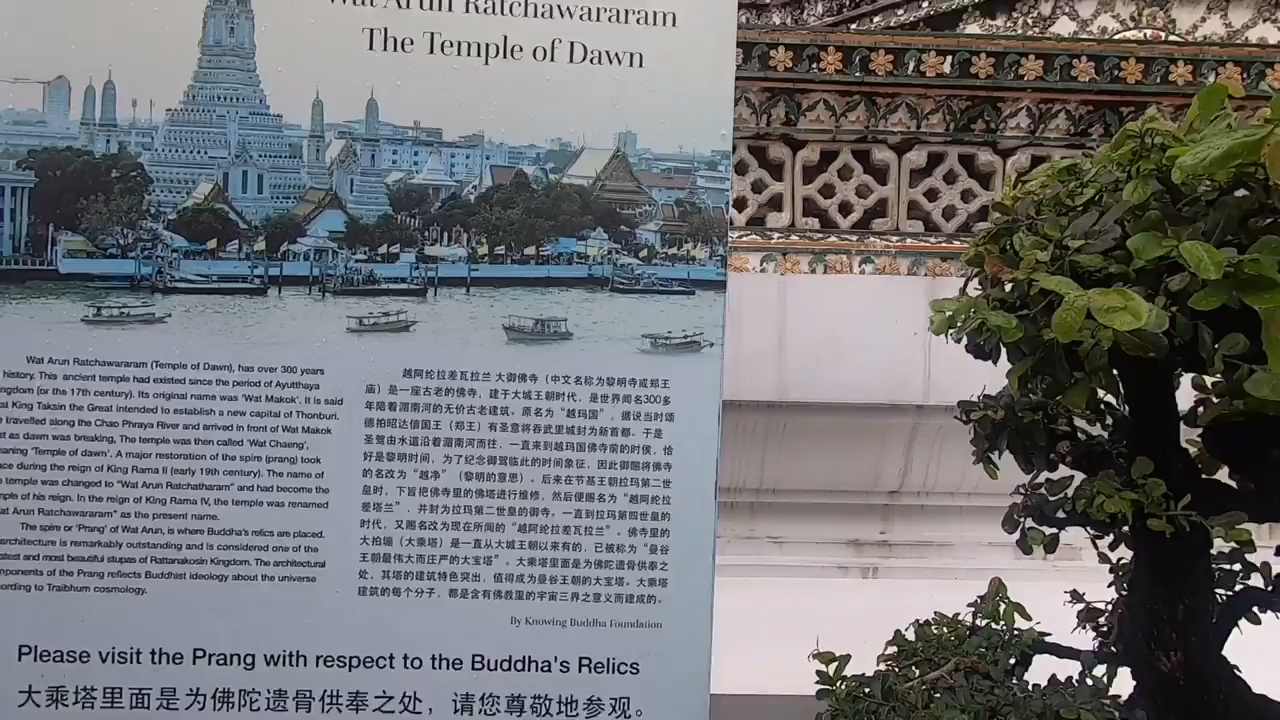 Wat Arun Ratchawararam
The Temple of Dawn
Wat Arun Ratchawararam (Temple of Dawn), has over 300 years
history. This ancient temple had existed since the period of Ayutthaya
(or the 17th century). Its original name was 'Wat Makok'. It is said
King Taksin the Great intended to establish a new capital of Thonburi.
travelled along the Chao Phraya River and arrived in front of Wat Makok
as dawn was breaking, The temple was then called 'Wat Chaeng',
'Temple of dawn'. A major restoration of the spire (prang) took
during the reign of King Rama II (early 19th century). The name of
temple was changed to "Wat Arun Ratchatharam" and had become the
of his reign. In the reign of King Rama IV, the temple was renamed
Arun Ratchawararam" as the present name.
The spire or 'Prang' of Wat Arun, is where Buddha's relics are placed.
architecture is remarkably outstanding and is considered one of the
and most beautiful stupas of Rattanakosin Kingdom. The architectural
of the Prang reflects Buddhist ideology about the universe
to Traibhum cosmology.
越阿纶拉差瓦拉兰 大御佛寺（中文名称为黎明寺或郑王
庙）是一座古老的佛寺，建于大城王朝时代，是世界闻名300多
年陪着湄南河的无价古老建筑。原名为“越玛国”，据说当时颂
德拍昭达信国王（郑王）有圣意将吞武里城封为新首都。于是
圣驾由水道沿着湄南河而往，一直来到越玛国佛寺前的时侯，恰
好是黎明时间，为了纪念御驾临此的时间象征，因此御赐将佛寺
的名改为“越净”（黎明的意思）。后来在节基王朝拉玛第二世
皇时，下旨把佛寺里的佛塔进行维修，然后便赐名为“越阿纶拉
差塔兰”，并封为拉玛第二世皇的御寺。一直到拉玛第四世皇的
时代，又赐名改为现在所闻的“越阿纶拉差瓦拉兰”。佛寺里的
大拍塴（大乘塔）是一直从大城王朝以来有的，已被称为“曼谷
王朝最伟大而庄严的大宝塔”。大乘塔里面是为佛陀遗骨供奉之
处，其塔的建筑特色突出，值得成为曼谷王朝的大宝塔。大乘塔
建筑的每个分子，都是含有佛教里的宇宙三界之意义而建成的。
By Knowing Buddha Foundation
Please visit the Prang with respect to the Buddha's Relics
大乘塔里面是为佛陀遗骨供奉之处，请您尊敬地参观。